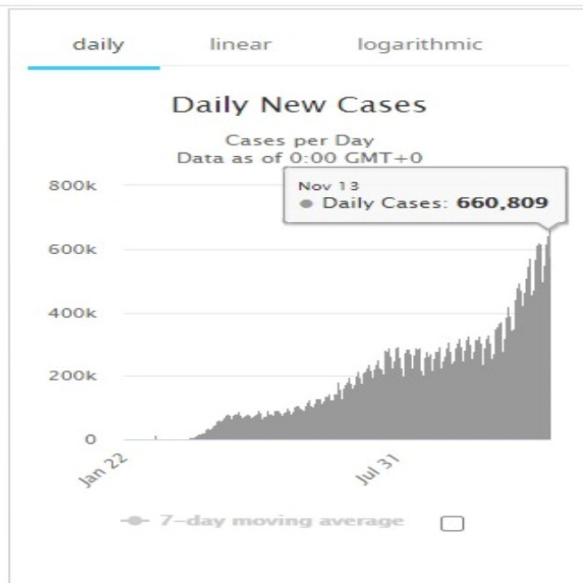 daily linear logarithmic
Daily New Cases
Cases per Day
Data as of 0:00 GMT+0
Nov 13
Daily Cases: 660,809
800k
600k
400k
200k
0
Jan 22
Jul 31
7-day moving average